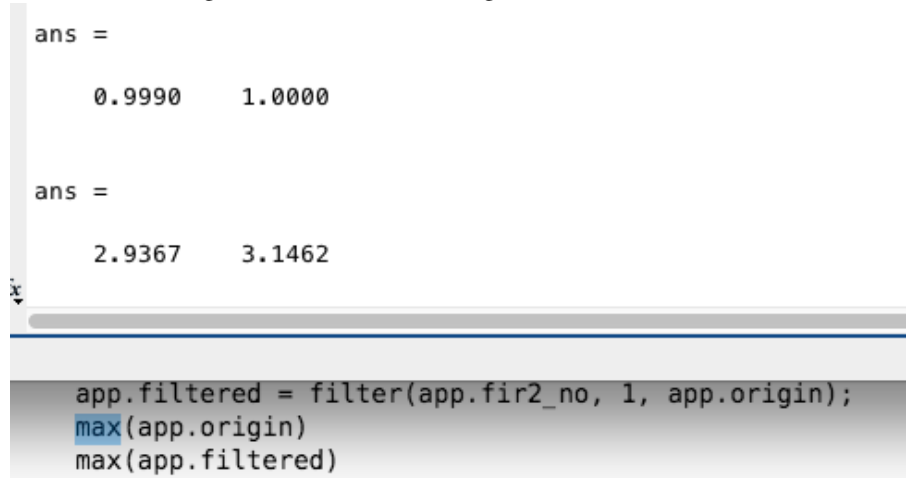 ans =
0.9990 1.0000
ans =
2.9367 3.1462
app.filtered = filter(app.fir2_no, 1, app.origin);
max(app.origin)
max(app.filtered)